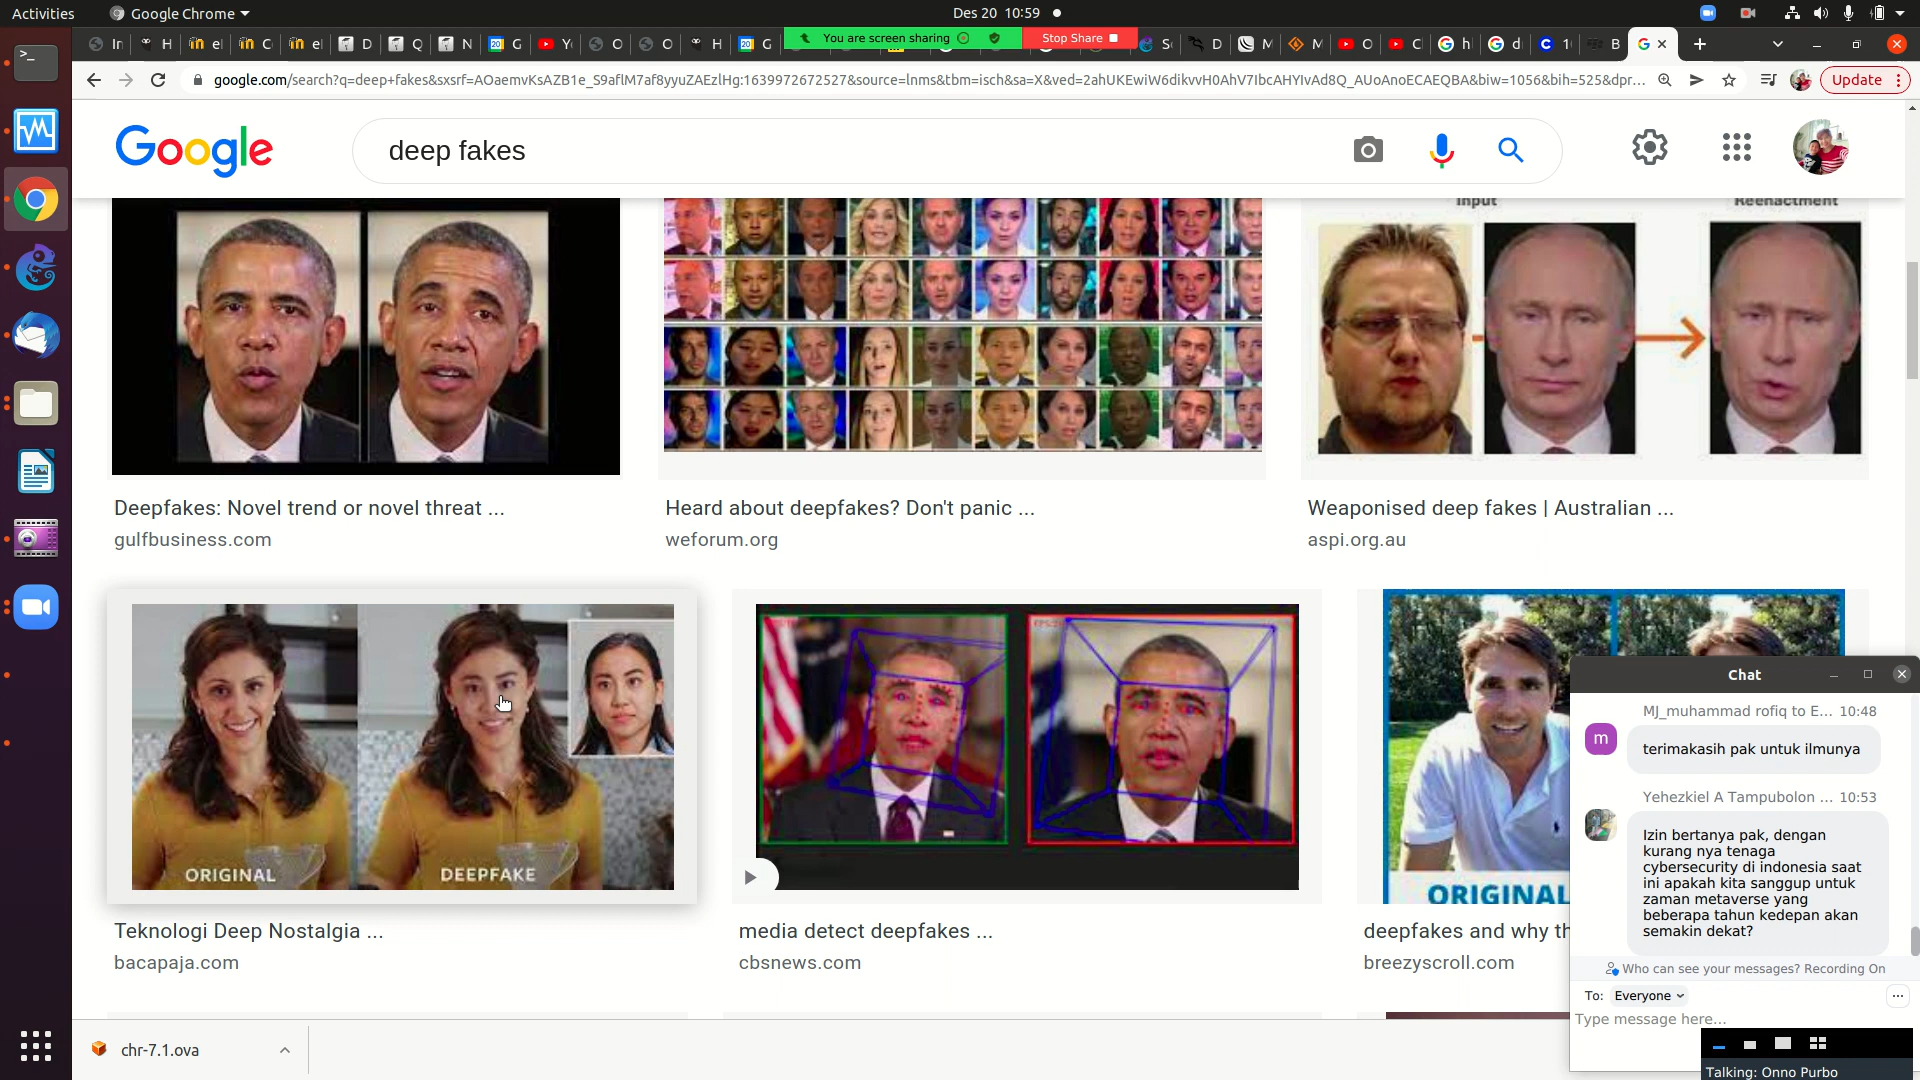 Activities
Google Chrome
Des 20 10:59
You are screen sharing
Stop Share
google.com/search?q=deep+fakes&sxsrf=AOaemvKsAZB1e_S9aflM7af8yyuZAEzlHg:1639972672527&source=lnms&tbm=isch&sa=X&ved=2ahUKEwiW6dikvvH0AhV7IbcAHYIvAd8Q_AUoAnoECAEQBA&biw=1056&bih=525&dpr...
Update
Google
deep fakes
Input
Reenactment
Deepfakes: Novel trend or novel threat ...
gulfbusiness.com
Heard about deepfakes? Don't panic ...
weforum.org
Weaponised deep fakes | Australian ...
aspi.org.au
ORIGINAL
DEEPFAKE
Teknologi Deep Nostalgia ...
bacapaja.com
media detect deepfakes ...
cbsnews.com
ORIGINAL
deepfakes and why th
breezyscroll.com
Chat
MJ_muhammad rofiq to E... 10:48
m
terimakasih pak untuk ilmunya
Yehezkiel A Tampubolon ... 10:53
Izin bertanya pak, dengan
kurang nya tenaga
cybersecurity di indonesia saat
ini apakah kita sanggup untuk
zaman metaverse yang
beberapa tahun kedepan akan
semakin dekat?
Who can see your messages? Recording On
To: Everyone
Type message here...
chr-7.1.ova
Talking: Onno Purbo